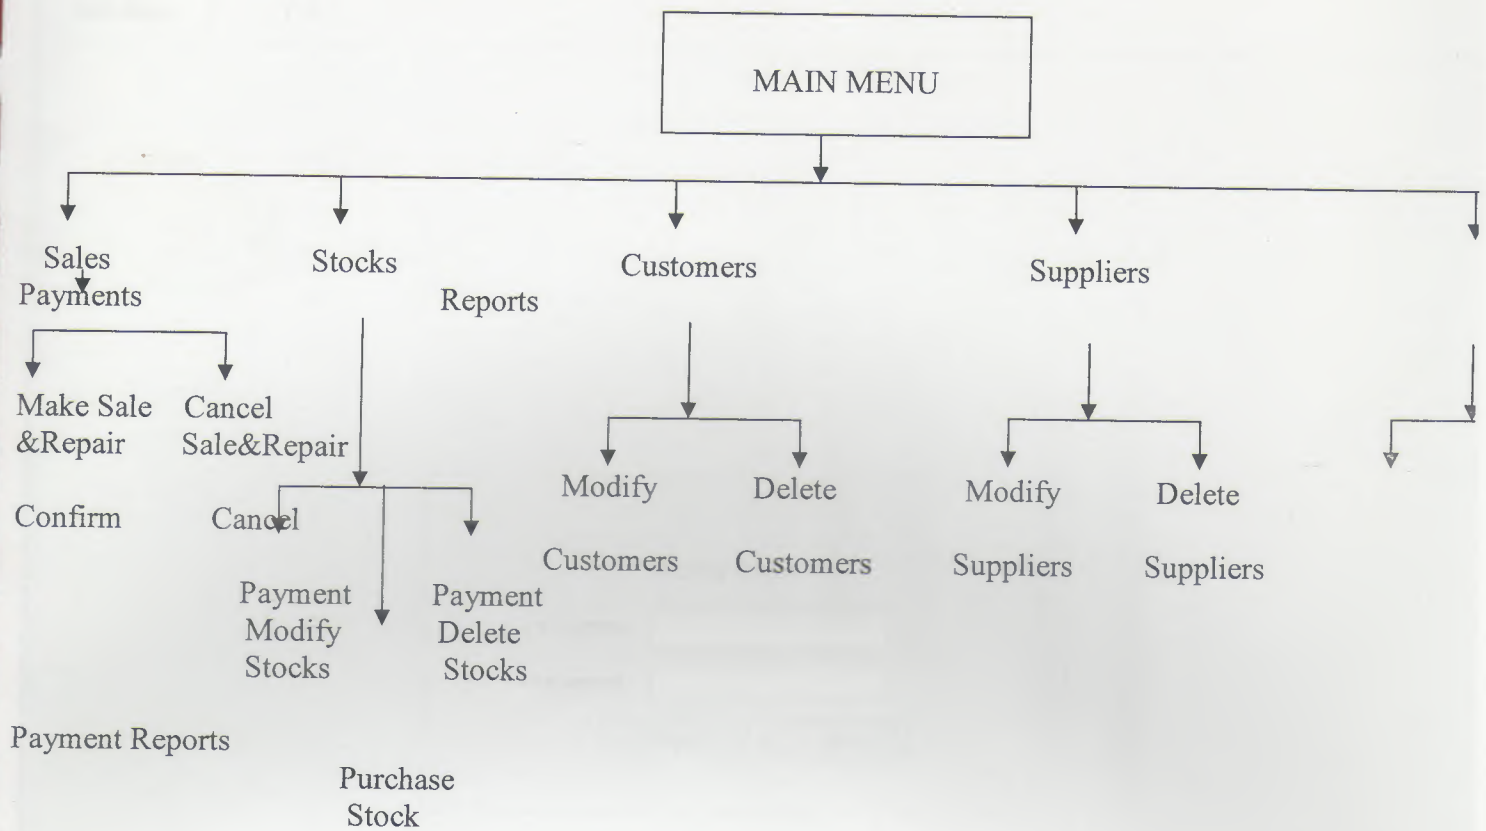 MAIN MENU
Sales Stocks Customers Suppliers
Payments Reports
Make Sale Cancel
&Repair Sale&Repair
Modify Delete Modify Delete
Confirm Cancel
Customers Customers Suppliers Suppliers
Payment Payment
Modify Delete
Stocks Stocks
Payment Reports
Purchase
Stock